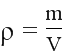 ρ = m/V